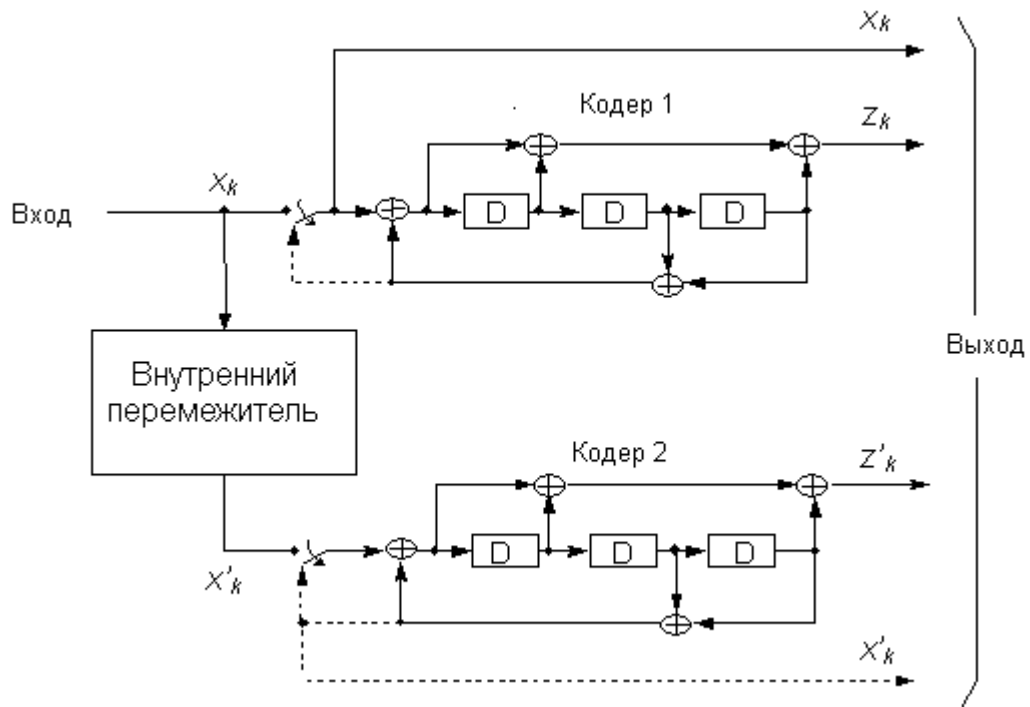 Xk
Кодер 1
Zk
Xk
Вход
D D D
Внутренний
перемежитель
Выход
Кодер 2
Z'k
D D D
X'k
X'k